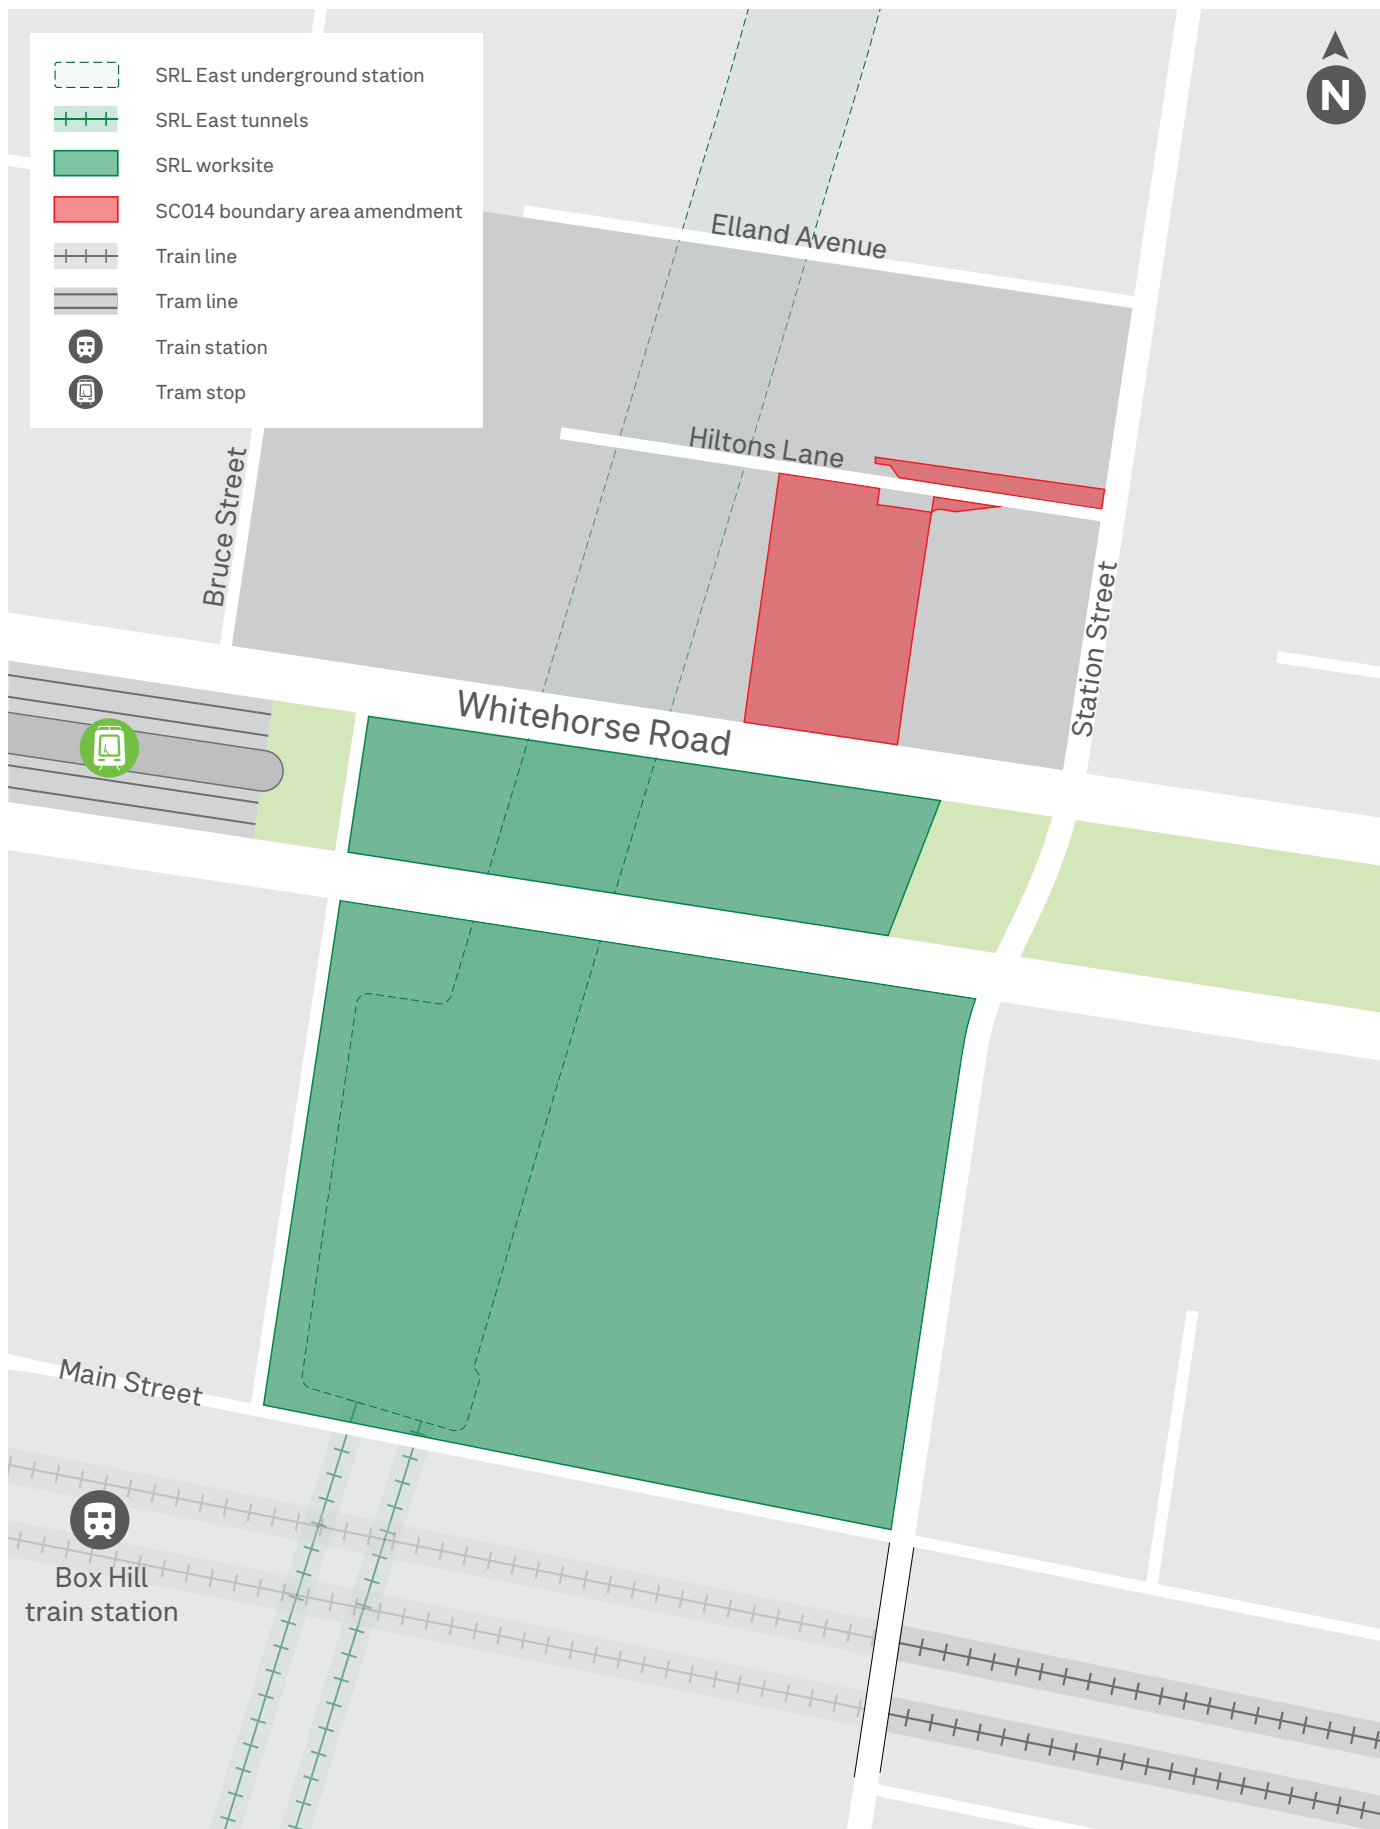 SRL East underground station
SRL East tunnels
SRL worksite
SCO14 boundary area amendment
Train line
Tram line
Train station
Tram stop
N
Elland Avenue
Hiltons Lane
Bruce Street
Station Street
Whitehorse Road
Main Street
Box Hill
train station